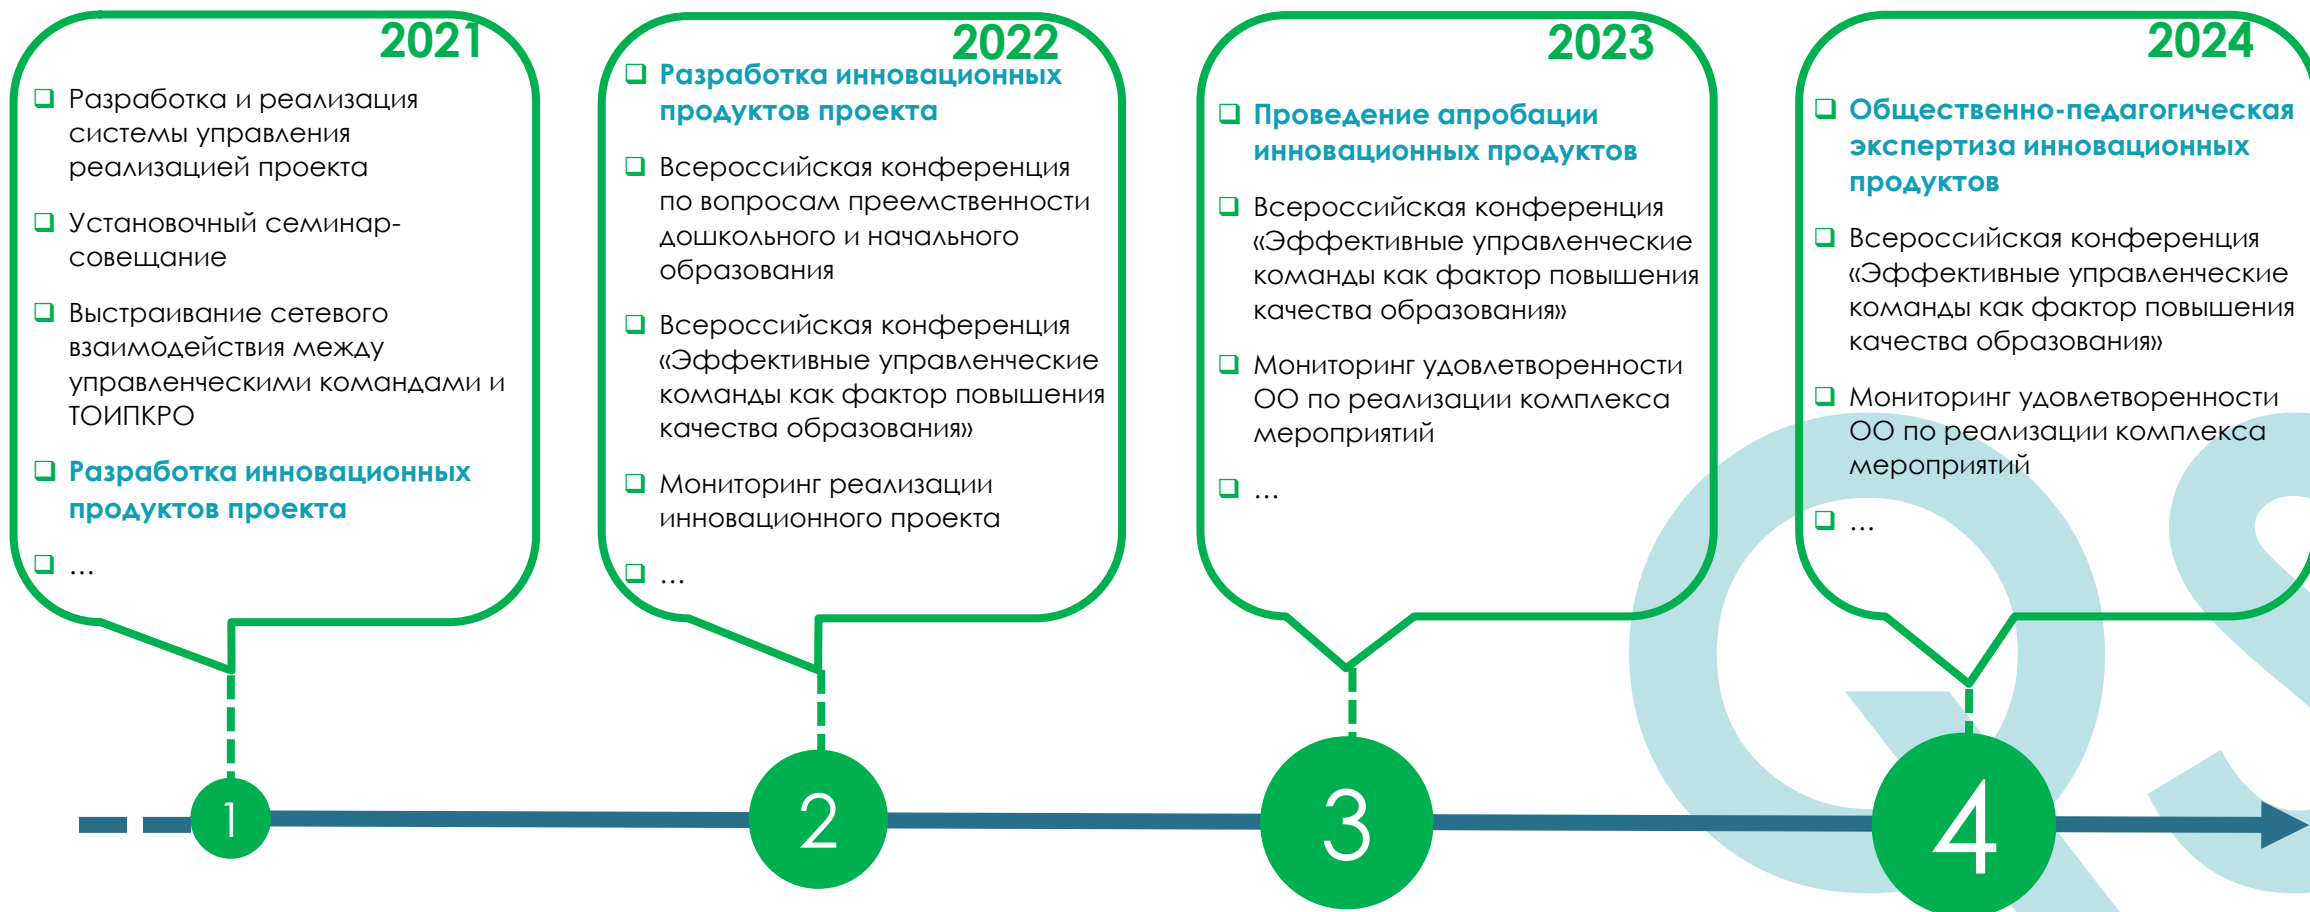 2021
Разработка и реализация
системы управления
реализацией проекта
Установочный семинар-
совещание
Выстраивание сетевого
взаимодействия между
управленческими командами и
ТОИПКРО
Разработка инновационных
продуктов проекта
…
2022
Разработка инновационных
продуктов проекта
Всероссийская конференция
по вопросам преемственности
дошкольного и начального
образования
Всероссийская конференция
«Эффективные управленческие
команды как фактор повышения
качества образования»
Мониторинг реализации
инновационного проекта
…
2023
Проведение апробации
инновационных продуктов
Всероссийская конференция
«Эффективные управленческие
команды как фактор повышения
качества образования»
Мониторинг удовлетворенности
ОО по реализации комплекса
мероприятий
…
2024
Общественно-педагогическая
экспертиза инновационных
продуктов
Всероссийская конференция
«Эффективные управленческие
команды как фактор повышения
качества образования»
Мониторинг удовлетворенности
ОО по реализации комплекса
мероприятий
…
1
2
3
4
QS